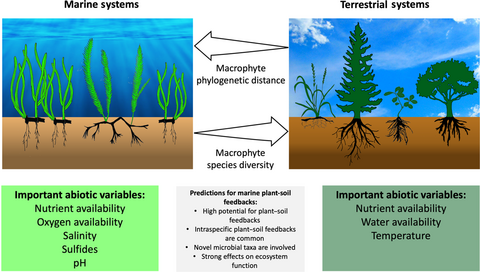 Marine systems
Terrestrial systems
Macrophyte
phylogenetic distance
Macrophyte
species diversity
Important abiotic variables:
Nutrient availability
Oxygen availability
Salinity
Sulfides
pH
Predictions for marine plant-soil
feedbacks:
• High potential for plant–soil
feedbacks
• Intraspecific plant–soil feedbacks
are common
• Novel microbial taxa are involved
• Strong effects on ecosystem
function
Important abiotic variables:
Nutrient availability
Water availability
Temperature